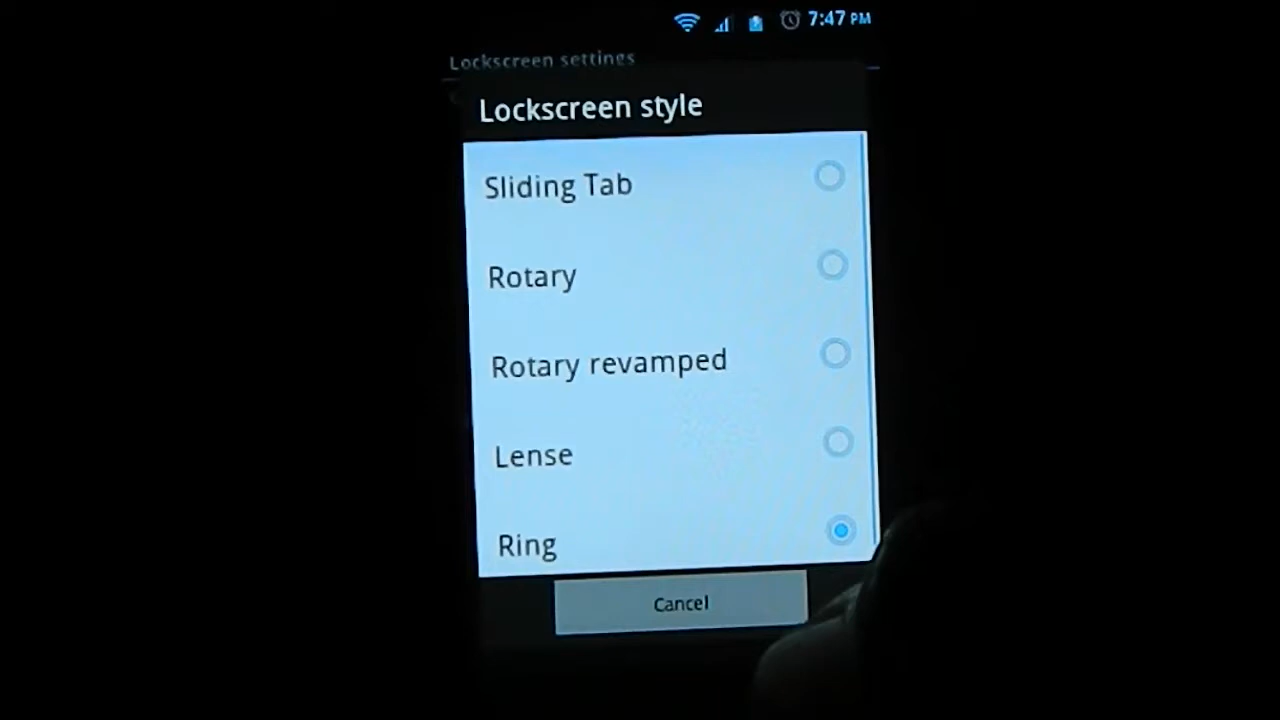 7:47 PM
Lockscreen settings
Lockscreen style
Sliding Tab
Rotary
Rotary revamped
Lense
Ring
Cancel